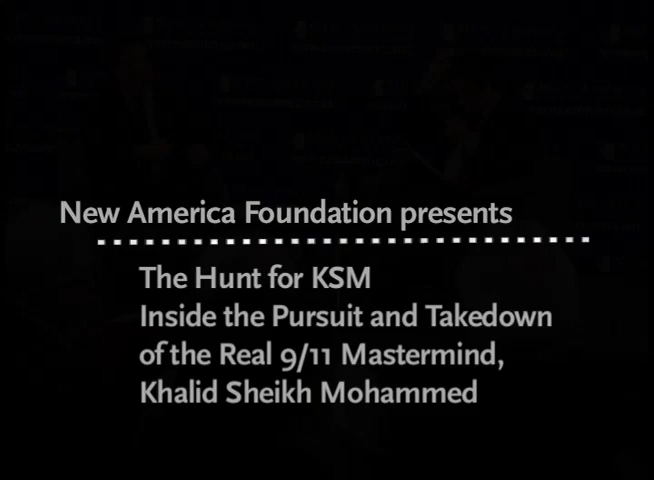 New America Foundation presents
The Hunt for KSM
Inside the Pursuit and Takedown
of the Real 9/11 Mastermind,
Khalid Sheikh Mohammed